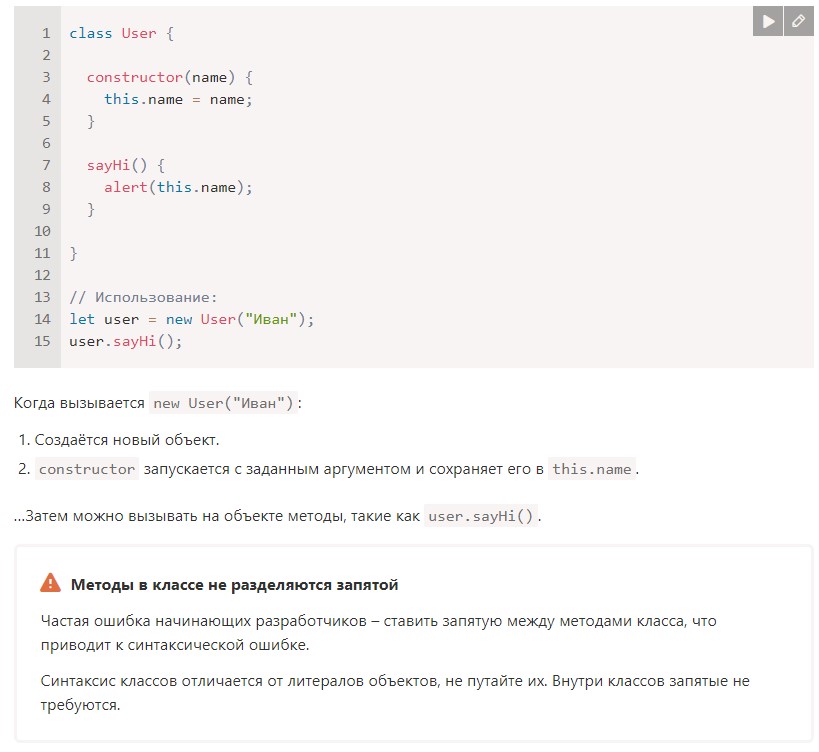 1 class User {
2
3   constructor(name) {
4     this.name = name;
5   }
6
7   sayHi() {
8     alert(this.name);
9   }
10
11 }
12
13 // Использование:
14 let user = new User("Иван");
15 user.sayHi();
Когда вызывается new User("Иван"):
1. Создаётся новый объект.
2. constructor запускается с заданным аргументом и сохраняет его в this.name.
...Затем можно вызывать на объекте методы, такие как user.sayHi().
Методы в классе не разделяются запятой
Частая ошибка начинающих разработчиков – ставить запятую между методами класса, что
приводит к синтаксической ошибке.
Синтаксис классов отличается от литералов объектов, не путайте их. Внутри классов запятые не
требуются.